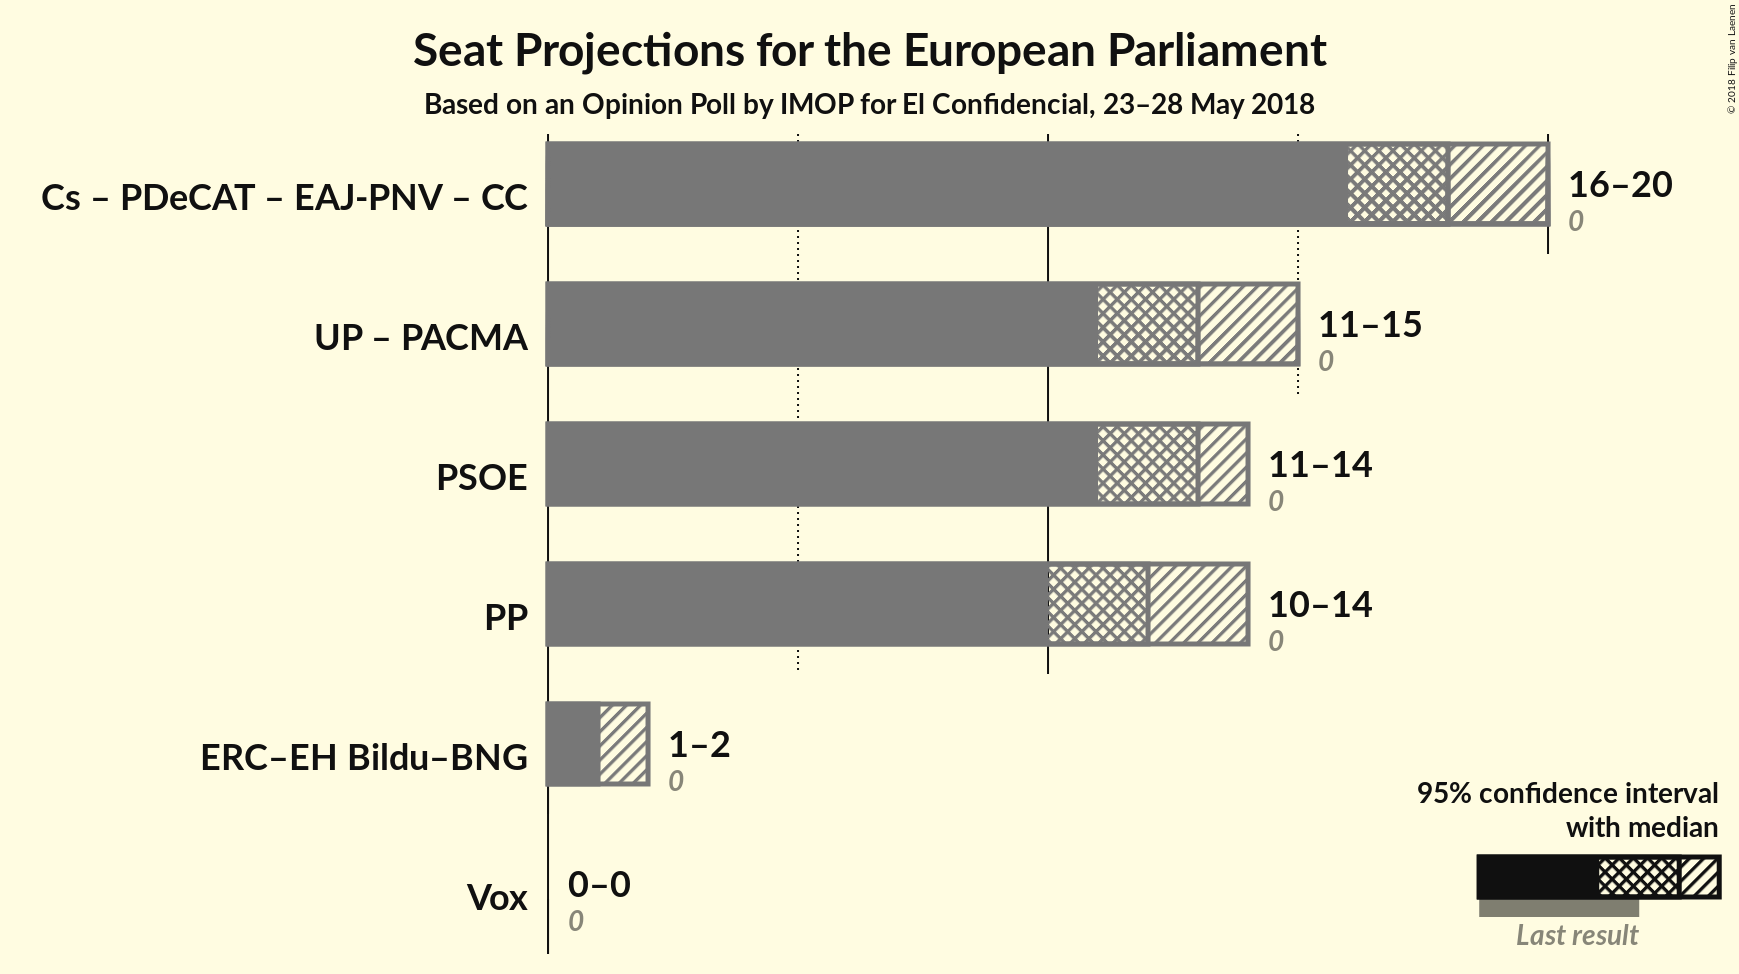 Seat Projections for the European Parliament
Based on an Opinion Poll by IMOP for El Confidencial, 23–28 May 2018
© 2018 Filip van Laenen
Cs – PDeCAT – EAJ-PNV – CC
16–20
0
UP – PACMA
11–15
0
PSOE
11–14
0
PP
10–14
0
ERC–EH Bildu–BNG
1–2
0
Vox
0–0
0
95% confidence interval
with median
Last result